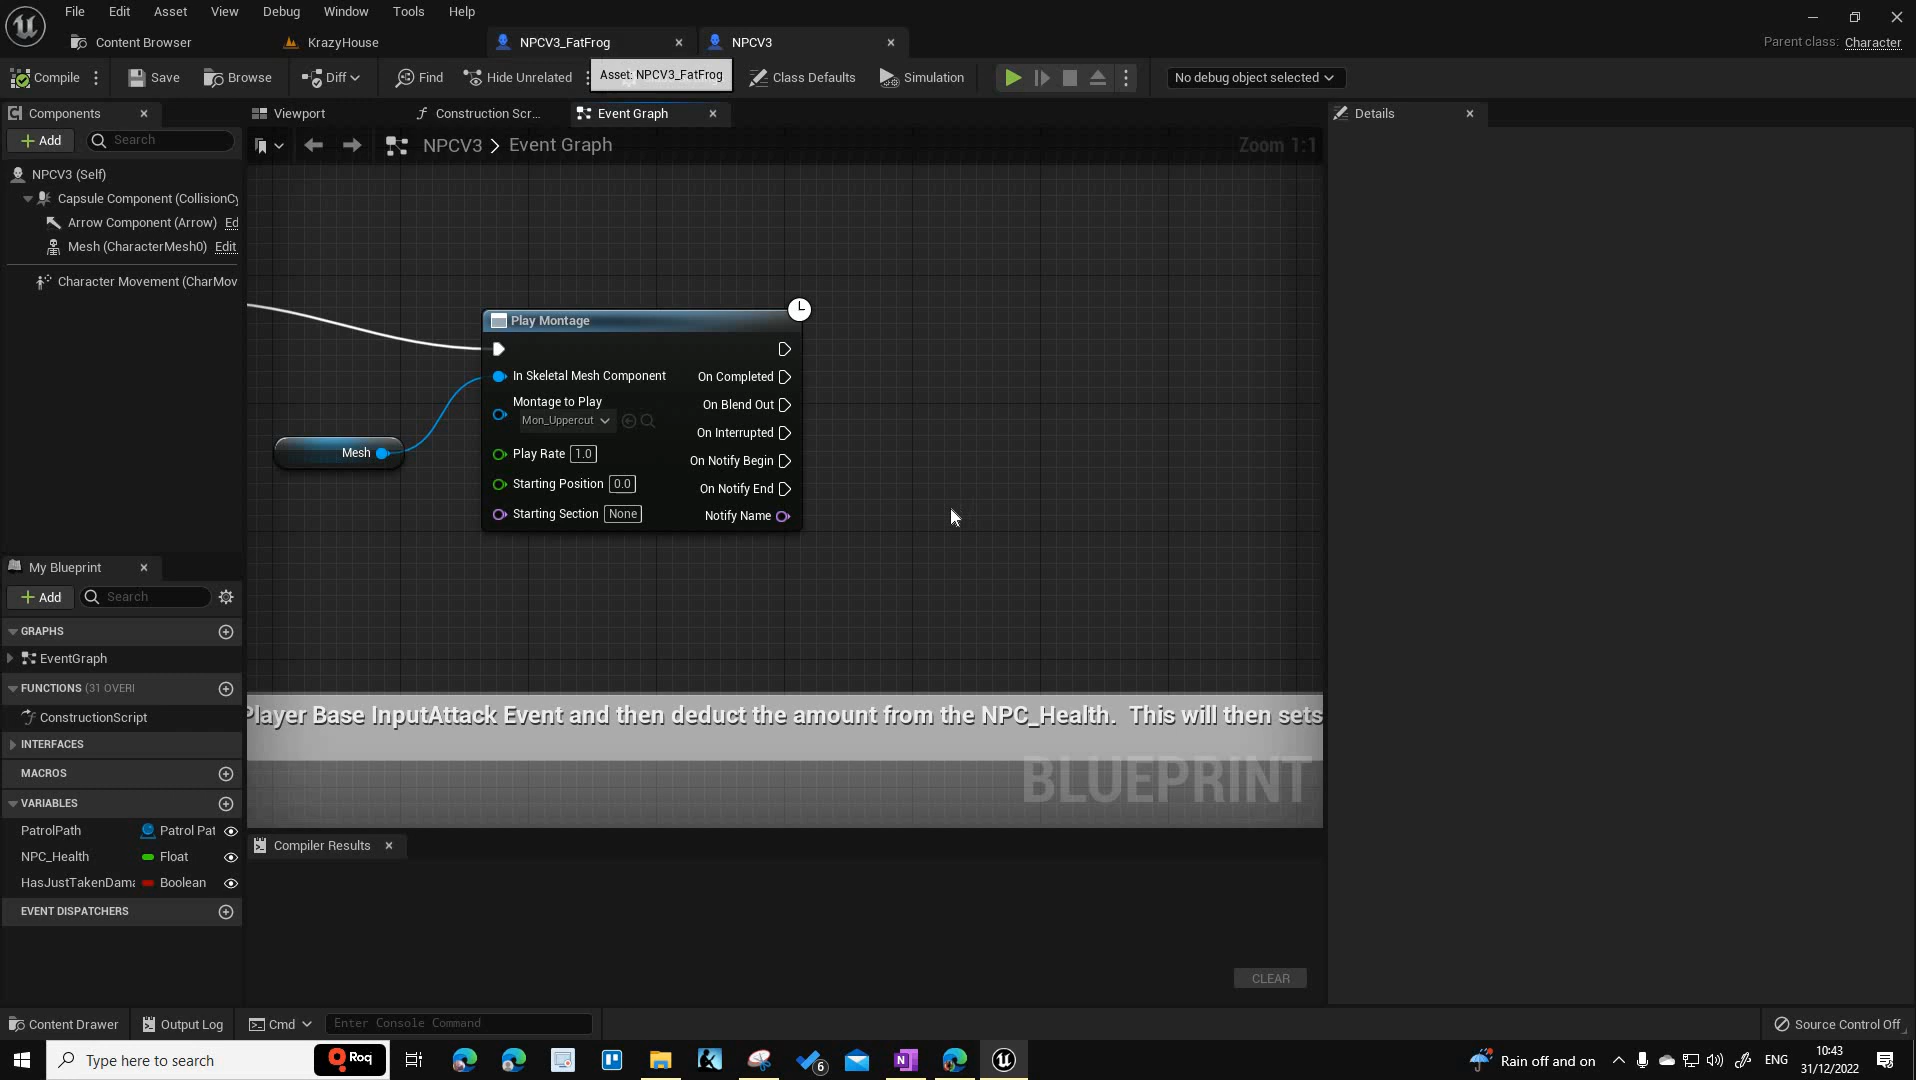 File Edit Asset View Debug Window Tools Help
Content Browser KrazyHouse NPCV3_FatFrog NPCV3
Parent class: Character
Compile Save Browse Diff Find Hide Unrelated Asset: NPCV3_FatFrog Class Defaults Simulation No debug object selected
Components
Add Search
NPCV3 (Self)
Capsule Component (CollisionCy
Arrow Component (Arrow) Ed
Mesh (CharacterMesh0) Edit
Character Movement (CharMov
Viewport Construction Scr... Event Graph
NPCV3 > Event Graph Zoom 1:1
Play Montage
In Skeletal Mesh Component On Completed
Montage to Play
Mon_Uppercut
On Blend Out
On Interrupted
Play Rate 1.0 On Notify Begin
Starting Position 0.0 On Notify End
Starting Section None Notify Name
Mesh
Player Base InputAttack Event and then deduct the amount from the NPC_Health. This will then sets
BLUEPRINT
Details
My Blueprint
Add Search
GRAPHS
EventGraph
FUNCTIONS (31 OVERI
ConstructionScript
INTERFACES
MACROS
VARIABLES
PatrolPath Patrol Pat
NPC_Health Float
HasJustTakenDama Boolean
EVENT DISPATCHERS
Compiler Results
CLEAR
Content Drawer Output Log Cmd Enter Console Command Source Control Off
Type here to search Roq 6 Rain off and on ENG 10:43
31/12/2022